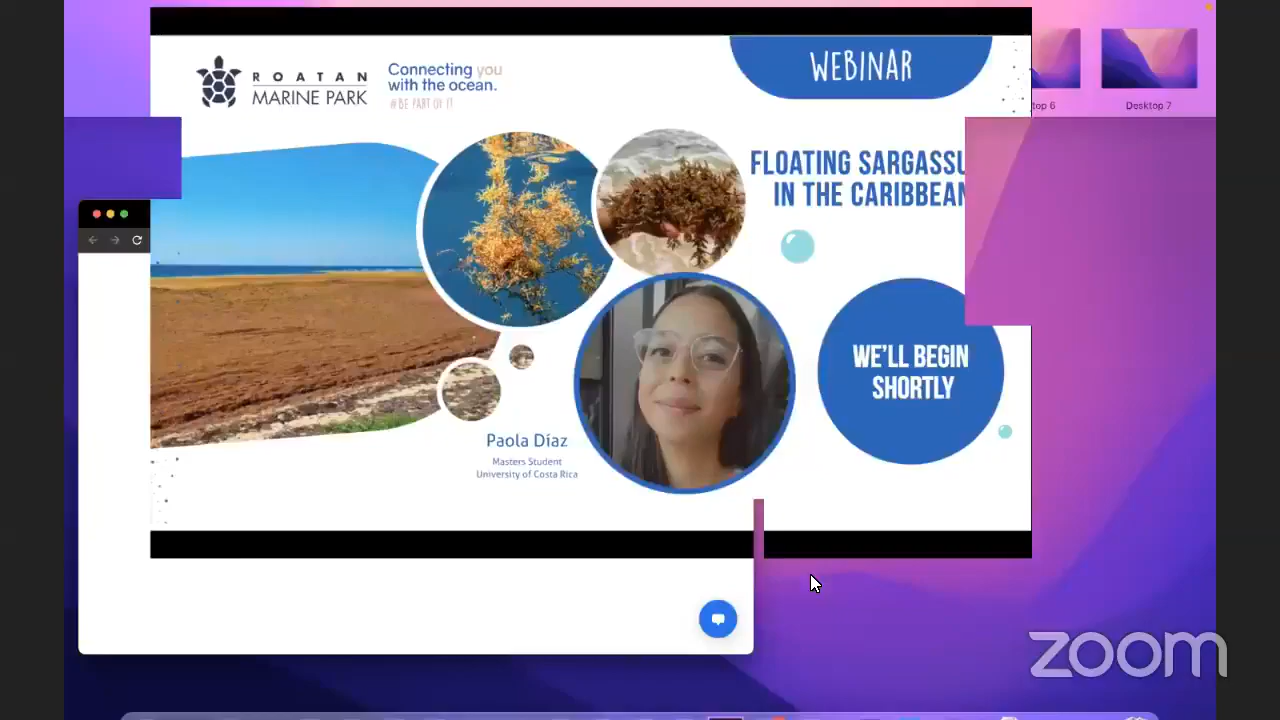 ROATAN
MARINE PARK
Connecting you
with the ocean.
#BE PART OF IT
WEBINAR
top 6
Desktop 7
FLOATING SARGASSU
IN THE CARIBBEAN
WE'LL BEGIN
SHORTLY
Paola Díaz
Masters Student
University of Costa Rica
zoom